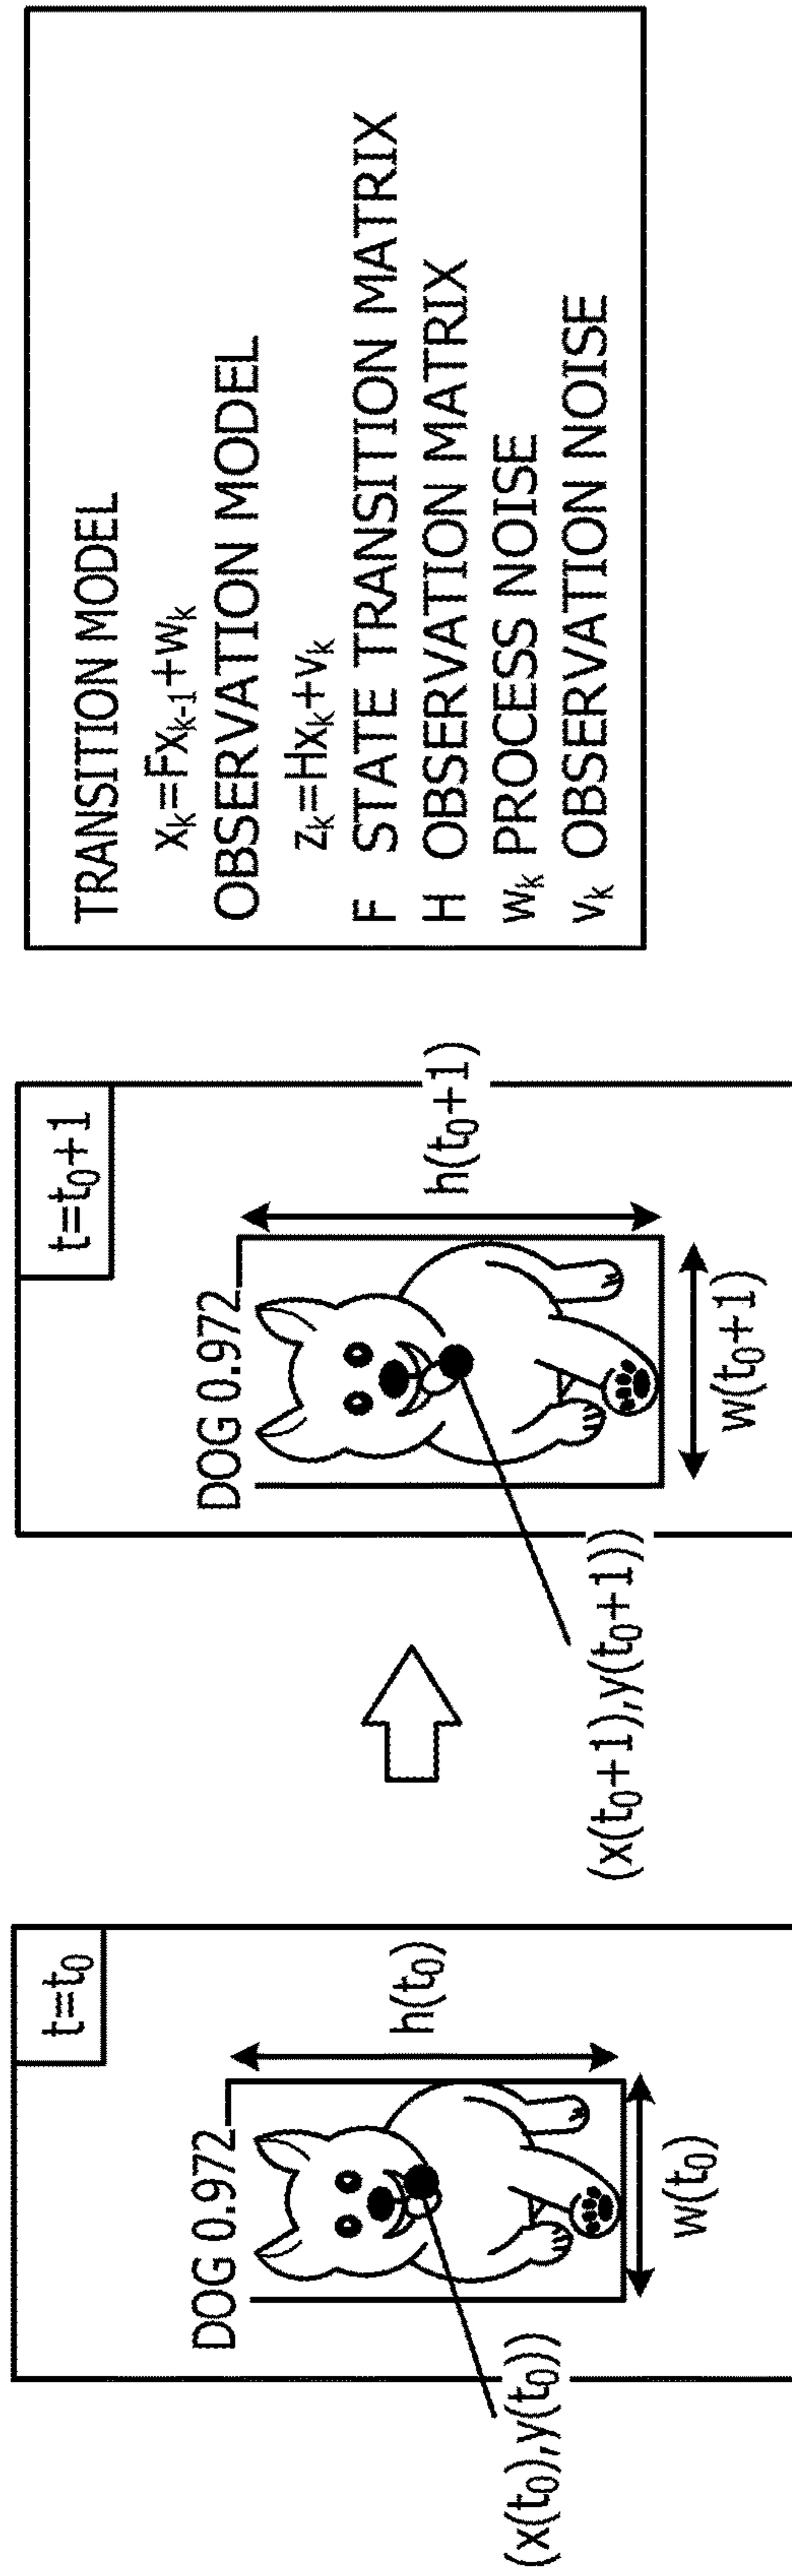 t=t₀
DOG 0.972
h(t₀)
w(t₀)
(x(t₀),y(t₀))
t=t₀+1
DOG 0.972
h(t₀+1)
w(t₀+1)
(x(t₀+1),y(t₀+1))
TRANSITION MODEL
xₖ=Fxₖ₋₁+wₖ
OBSERVATION MODEL
zₖ=Hxₖ+vₖ
F STATE TRANSITION MATRIX
H OBSERVATION MATRIX
wₖ PROCESS NOISE
vₖ OBSERVATION NOISE